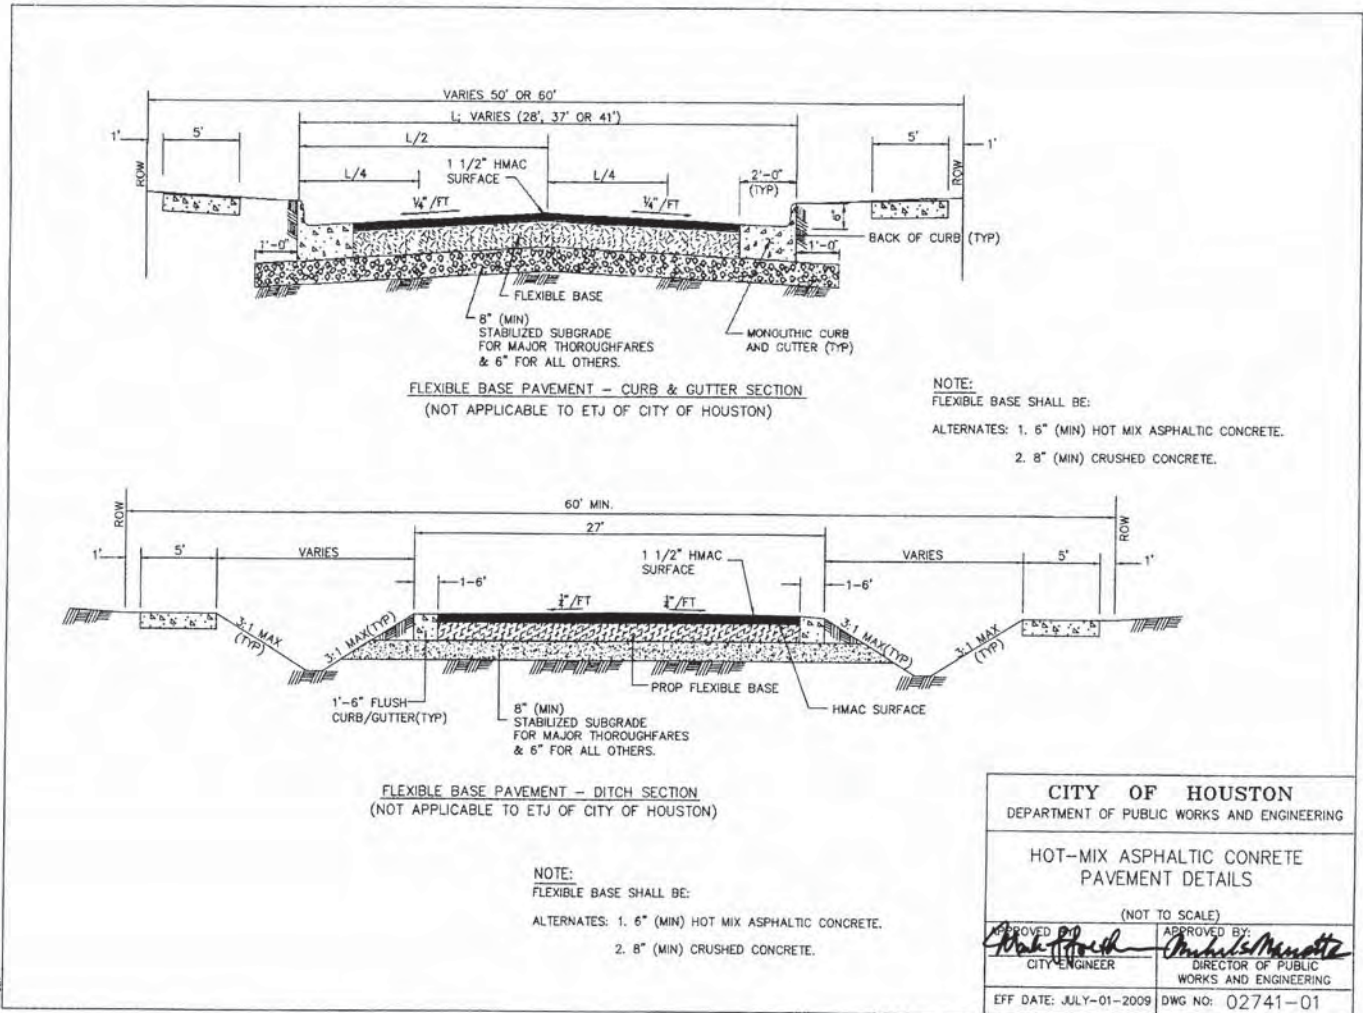 VARIES 50' OR 60'
L; VARIES (28', 37' OR 41')
1'
5'
L/2
5'
1'
ROW
L/4
1 1/2" HMAC
SURFACE
L/4
2'-0"
(TYP)
ROW
1/4"/FT
1/4"/FT
6"
BACK OF CURB (TYP)
1'-0"
1'-0"
FLEXIBLE BASE
8" (MIN)
STABILIZED SUBGRADE
FOR MAJOR THOROUGHFARES
& 6" FOR ALL OTHERS.
MONOLITHIC CURB
AND GUTTER (TYP)
FLEXIBLE BASE PAVEMENT - CURB & GUTTER SECTION
(NOT APPLICABLE TO ETJ OF CITY OF HOUSTON)
NOTE:
FLEXIBLE BASE SHALL BE:
ALTERNATES: 1. 6" (MIN) HOT MIX ASPHALTIC CONCRETE.
2. 8" (MIN) CRUSHED CONCRETE.
60' MIN.
ROW
ROW
27'
1'
5'
VARIES
1 1/2" HMAC
SURFACE
VARIES
5'
1'
1-6'
1-6'
/FT
/FT
3:1 MAX
(TYP)
3:1 MAX(TYP)
3:1 MAX(TYP)
3:1 MAX
(TYP)
PROP FLEXIBLE BASE
HMAC SURFACE
1'-6" FLUSH
CURB/GUTTER(TYP)
8" (MIN)
STABILIZED SUBGRADE
FOR MAJOR THOROUGHFARES
& 6" FOR ALL OTHERS.
FLEXIBLE BASE PAVEMENT - DITCH SECTION
(NOT APPLICABLE TO ETJ OF CITY OF HOUSTON)
NOTE:
FLEXIBLE BASE SHALL BE:
ALTERNATES: 1. 6" (MIN) HOT MIX ASPHALTIC CONCRETE.
2. 8" (MIN) CRUSHED CONCRETE.
CITY OF HOUSTON
DEPARTMENT OF PUBLIC WORKS AND ENGINEERING
HOT-MIX ASPHALTIC CONRETE
PAVEMENT DETAILS
(NOT TO SCALE)
APPROVED BY:
CITY ENGINEER
APPROVED BY:
DIRECTOR OF PUBLIC
WORKS AND ENGINEERING
EFF DATE: JULY-01-2009
DWG NO: 02741-01